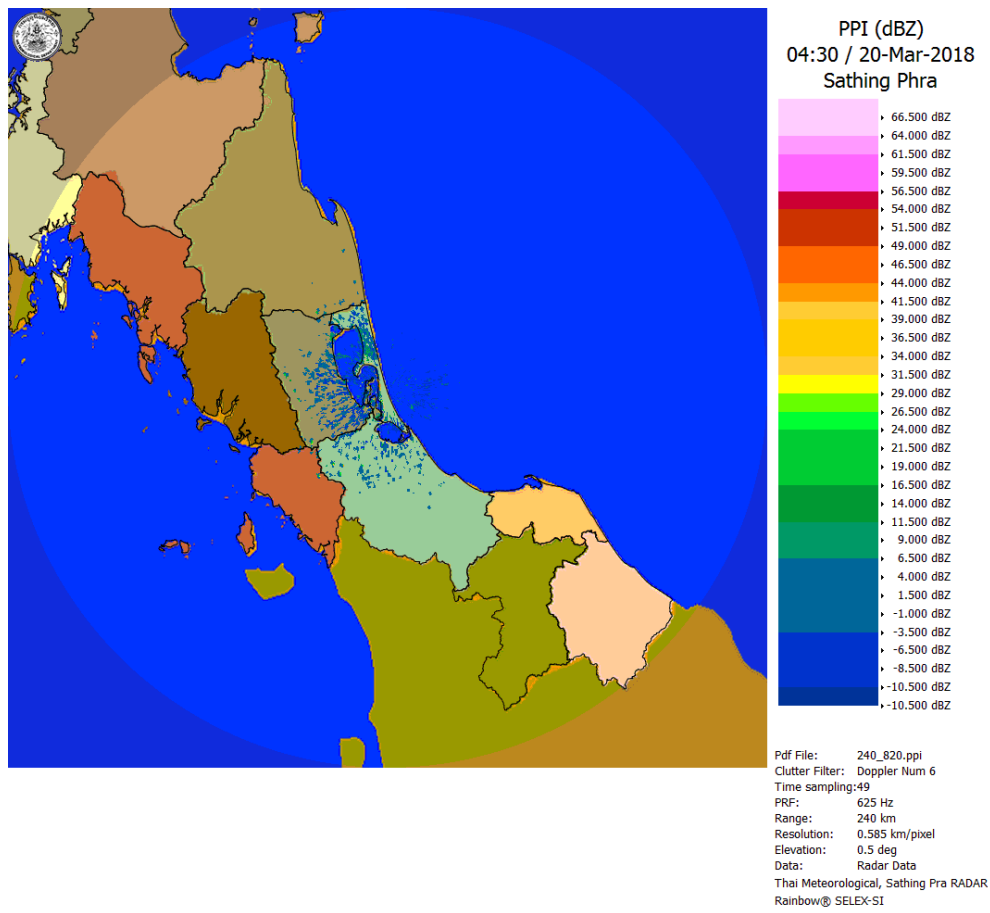 PPI (dBZ)
04:30 / 20-Mar-2018
Sathing Phra
66.500 dBZ
64.000 dBZ
61.500 dBZ
59.500 dBZ
56.500 dBZ
54.000 dBZ
51.500 dBZ
49.000 dBZ
46.500 dBZ
44.000 dBZ
41.500 dBZ
39.000 dBZ
36.500 dBZ
34.000 dBZ
31.500 dBZ
29.000 dBZ
26.500 dBZ
24.000 dBZ
21.500 dBZ
19.000 dBZ
16.500 dBZ
14.000 dBZ
11.500 dBZ
9.000 dBZ
6.500 dBZ
4.000 dBZ
1.500 dBZ
-1.000 dBZ
-3.500 dBZ
-6.500 dBZ
-8.500 dBZ
-10.500 dBZ
-10.500 dBZ
Pdf File: 240_820.ppi
Clutter Filter: Doppler Num 6
Time sampling:49
PRF: 625 Hz
Range: 240 km
Resolution: 0.585 km/pixel
Elevation: 0.5 deg
Data: Radar Data
Thai Meteorological, Sathing Pra RADAR
Rainbow® SELEX-SI